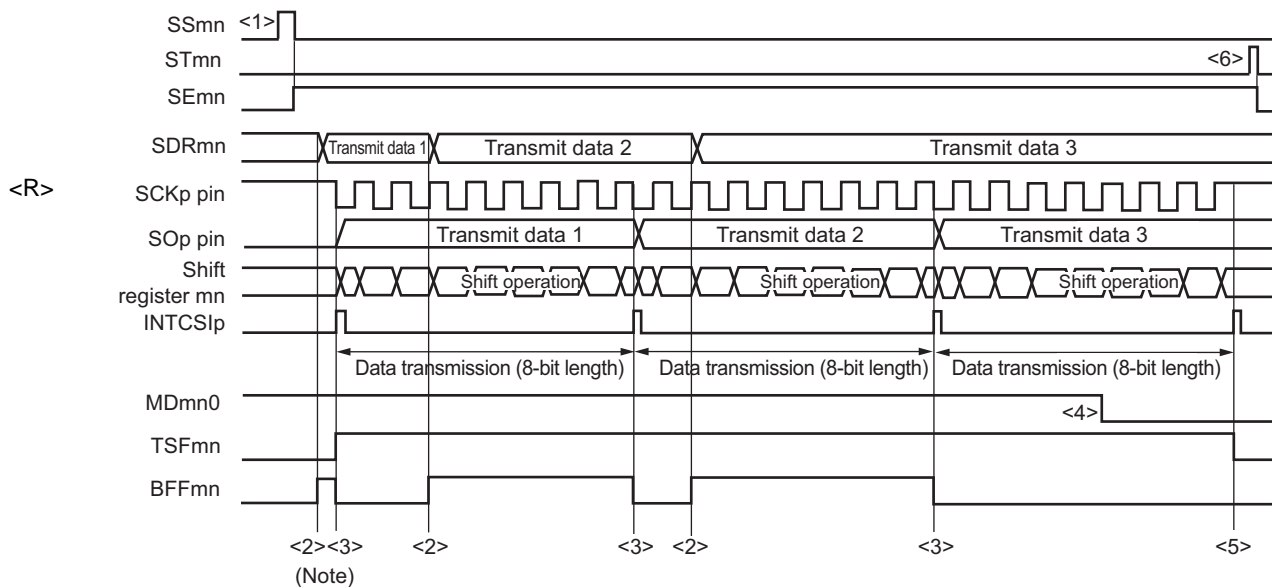 SSmn <1>
STmn <6>
SEmn
SDRmn Transmit data 1 Transmit data 2 Transmit data 3
<R> SCKp pin
SOp pin Transmit data 1 Transmit data 2 Transmit data 3
Shift
register mn Shift operation Shift operation Shift operation
INTCSIp
Data transmission (8-bit length) Data transmission (8-bit length) Data transmission (8-bit length)
MDmn0 <4>
TSFmn
BFFmn
<2> <3> <2> <3> <2> <3> <5>
(Note)